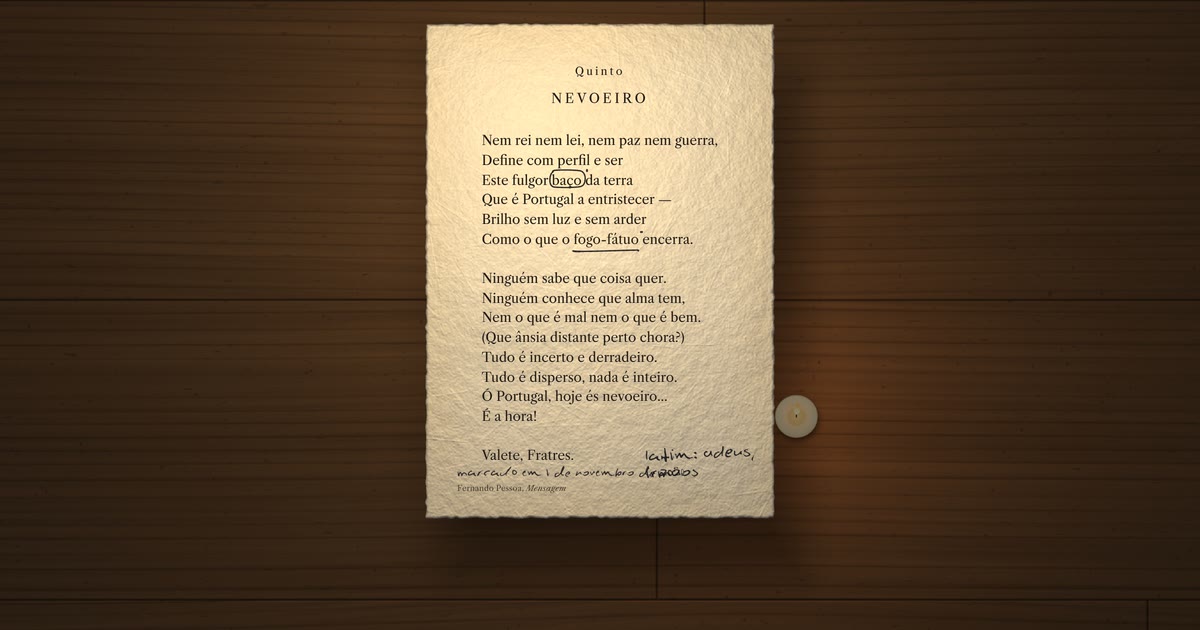 Quinto
NEVOEIRO
Nem rei nem lei, nem paz nem guerra,
Define com perfil e ser
Este fulgor baço da terra
Que é Portugal a entristecer —
Brilho sem luz e sem arder
Como o que o fogo-fátuo encerra.
Ninguém sabe que coisa quer.
Ninguém conhece que alma tem,
Nem o que é mal nem o que é bem.
(Que ânsia distante perto chora?)
Tudo é incerto e derradeiro.
Tudo é disperso, nada é inteiro.
Ó Portugal, hoje és nevoeiro...
É a hora!
Valete, Fratres. latim: adeus,
marcado em 1 de novembro
Fernando Pessoa, Mensagem